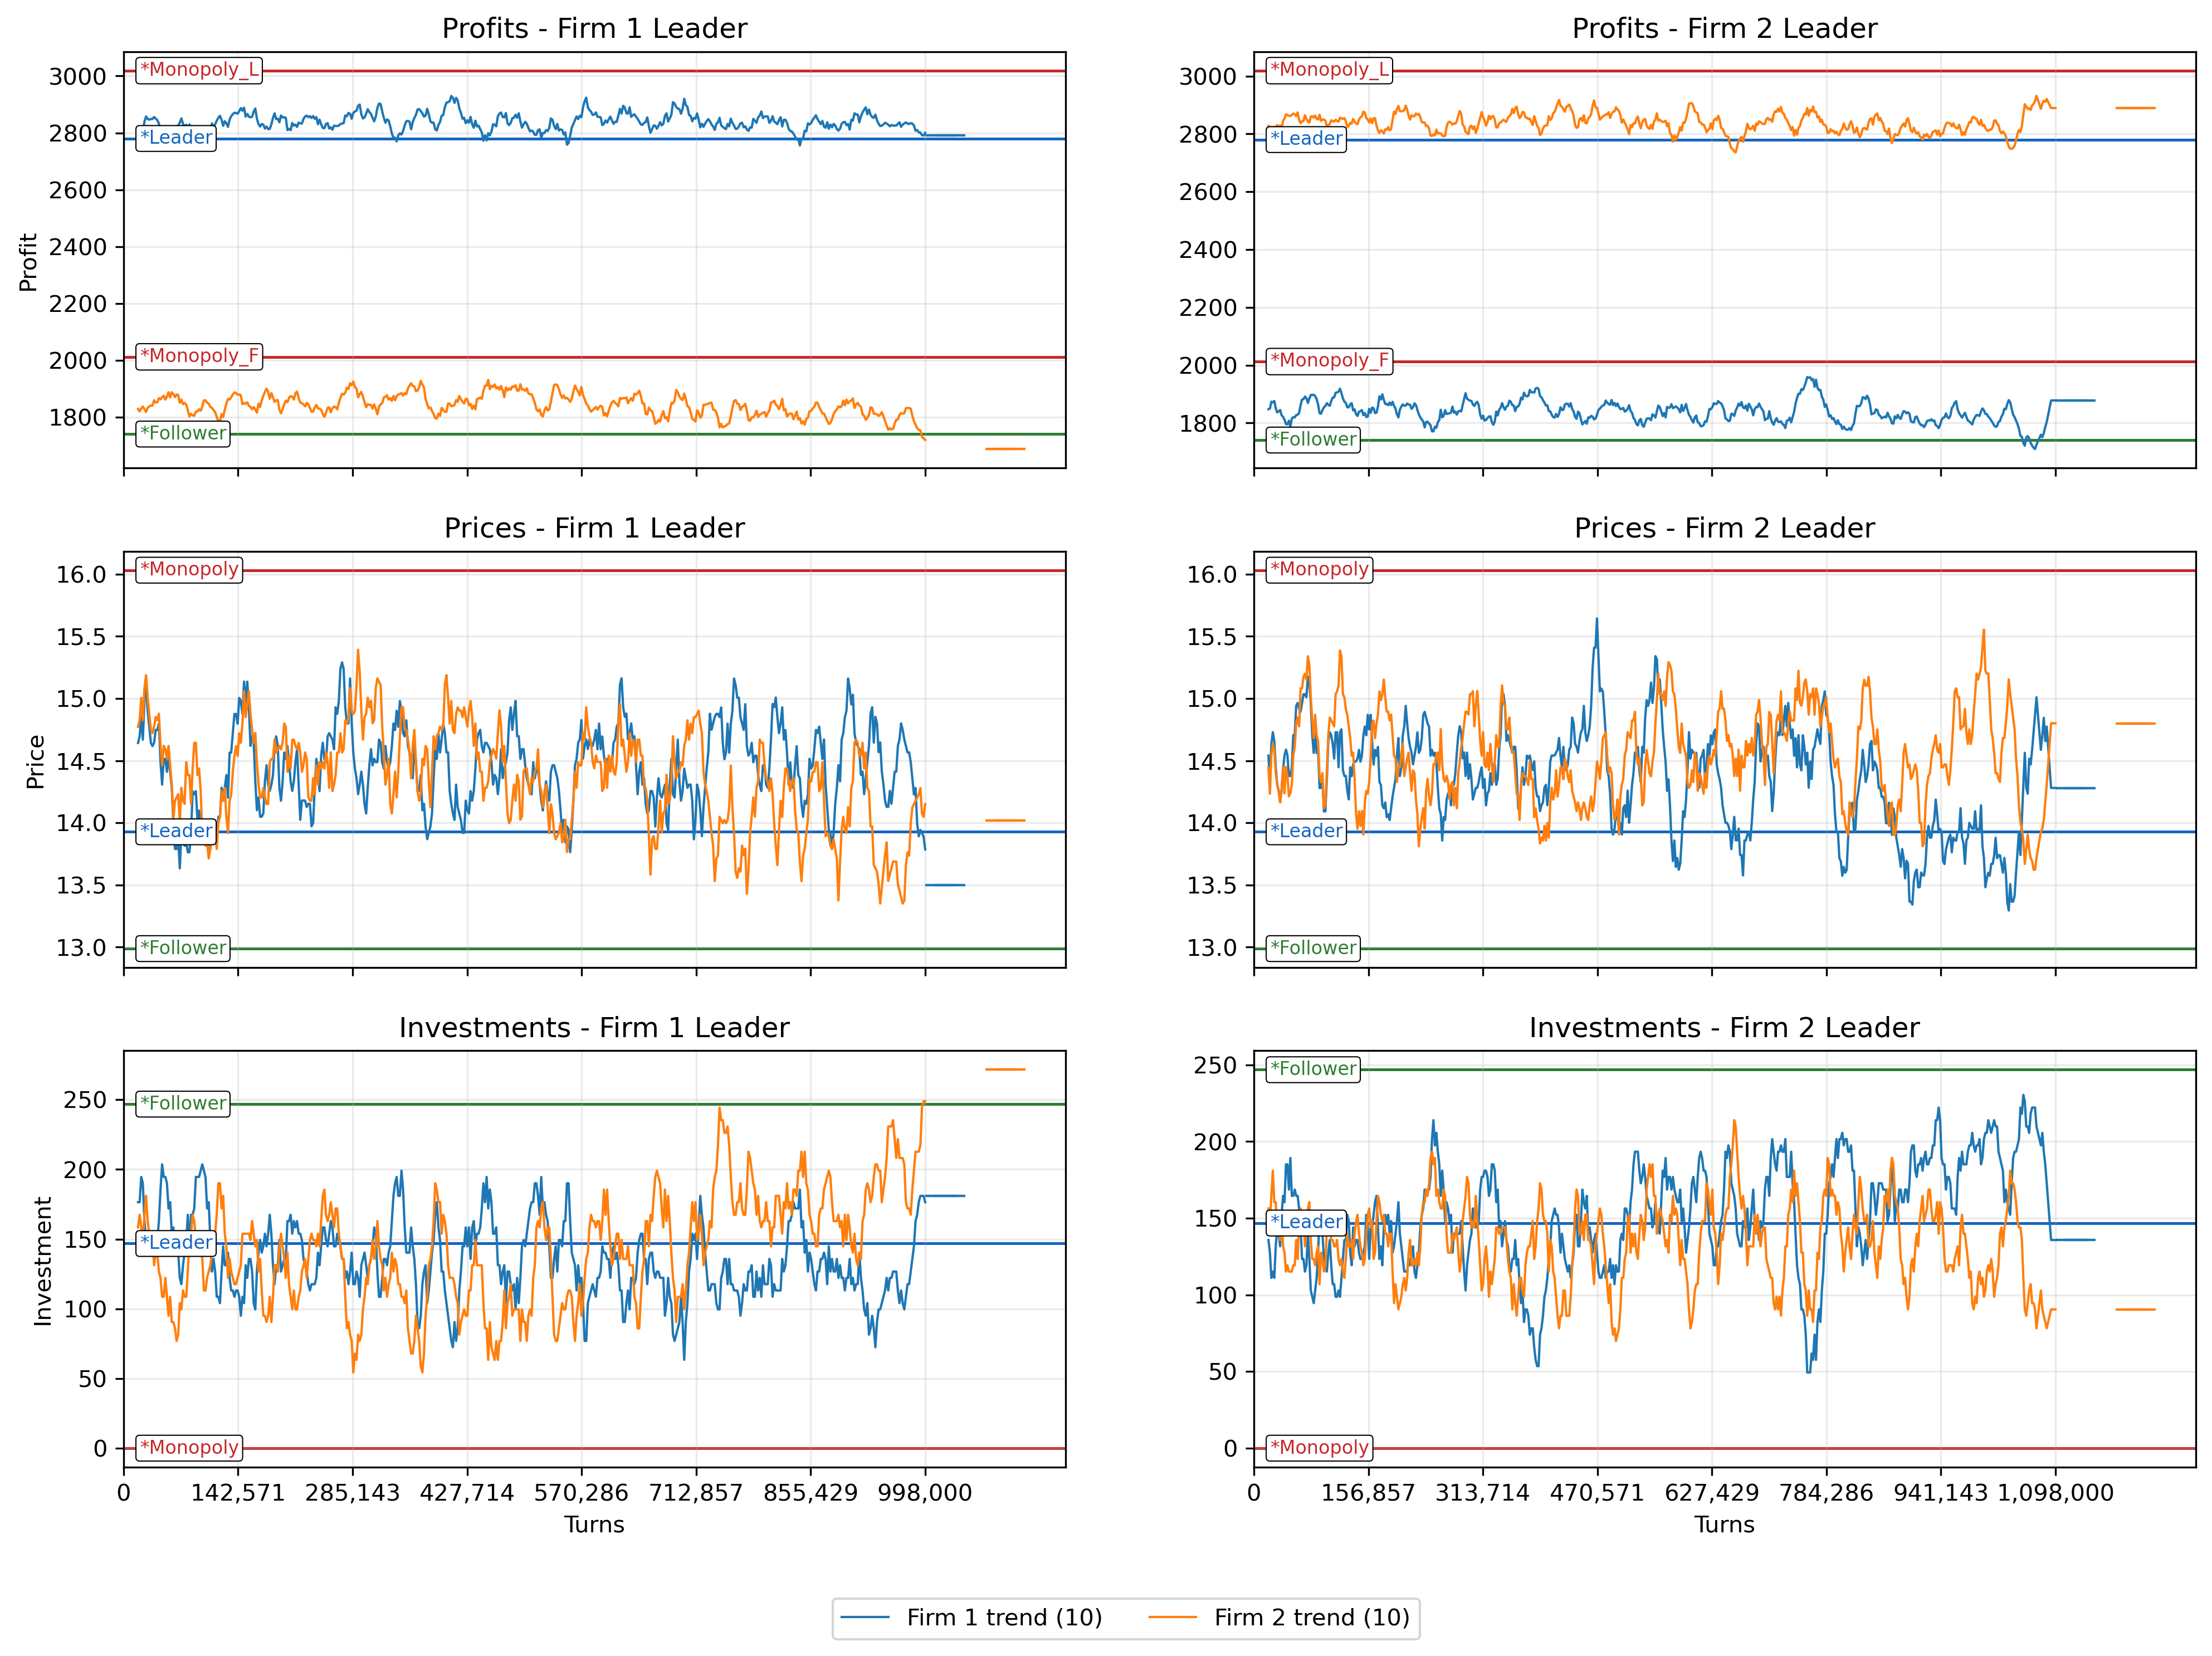 Profits - Firm 1 Leader
3000
2800
2600
2400
2200
2000
1800
Profit
*Monopoly_L
*Leader
*Monopoly_F
*Follower
Profits - Firm 2 Leader
3000
2800
2600
2400
2200
2000
1800
*Monopoly_L
*Leader
*Monopoly_F
*Follower
Prices - Firm 1 Leader
16.0
15.5
15.0
14.5
14.0
13.5
13.0
Price
*Monopoly
*Leader
*Follower
Prices - Firm 2 Leader
16.0
15.5
15.0
14.5
14.0
13.5
13.0
*Monopoly
*Leader
*Follower
Investments - Firm 1 Leader
250
200
150
100
50
0
Investment
*Follower
*Leader
*Monopoly
0 142,571 285,143 427,714 570,286 712,857 855,429 998,000
Turns
Investments - Firm 2 Leader
250
200
150
100
50
0
*Follower
*Leader
*Monopoly
0 156,857 313,714 470,571 627,429 784,286 941,143 1,098,000
Turns
Firm 1 trend (10) Firm 2 trend (10)